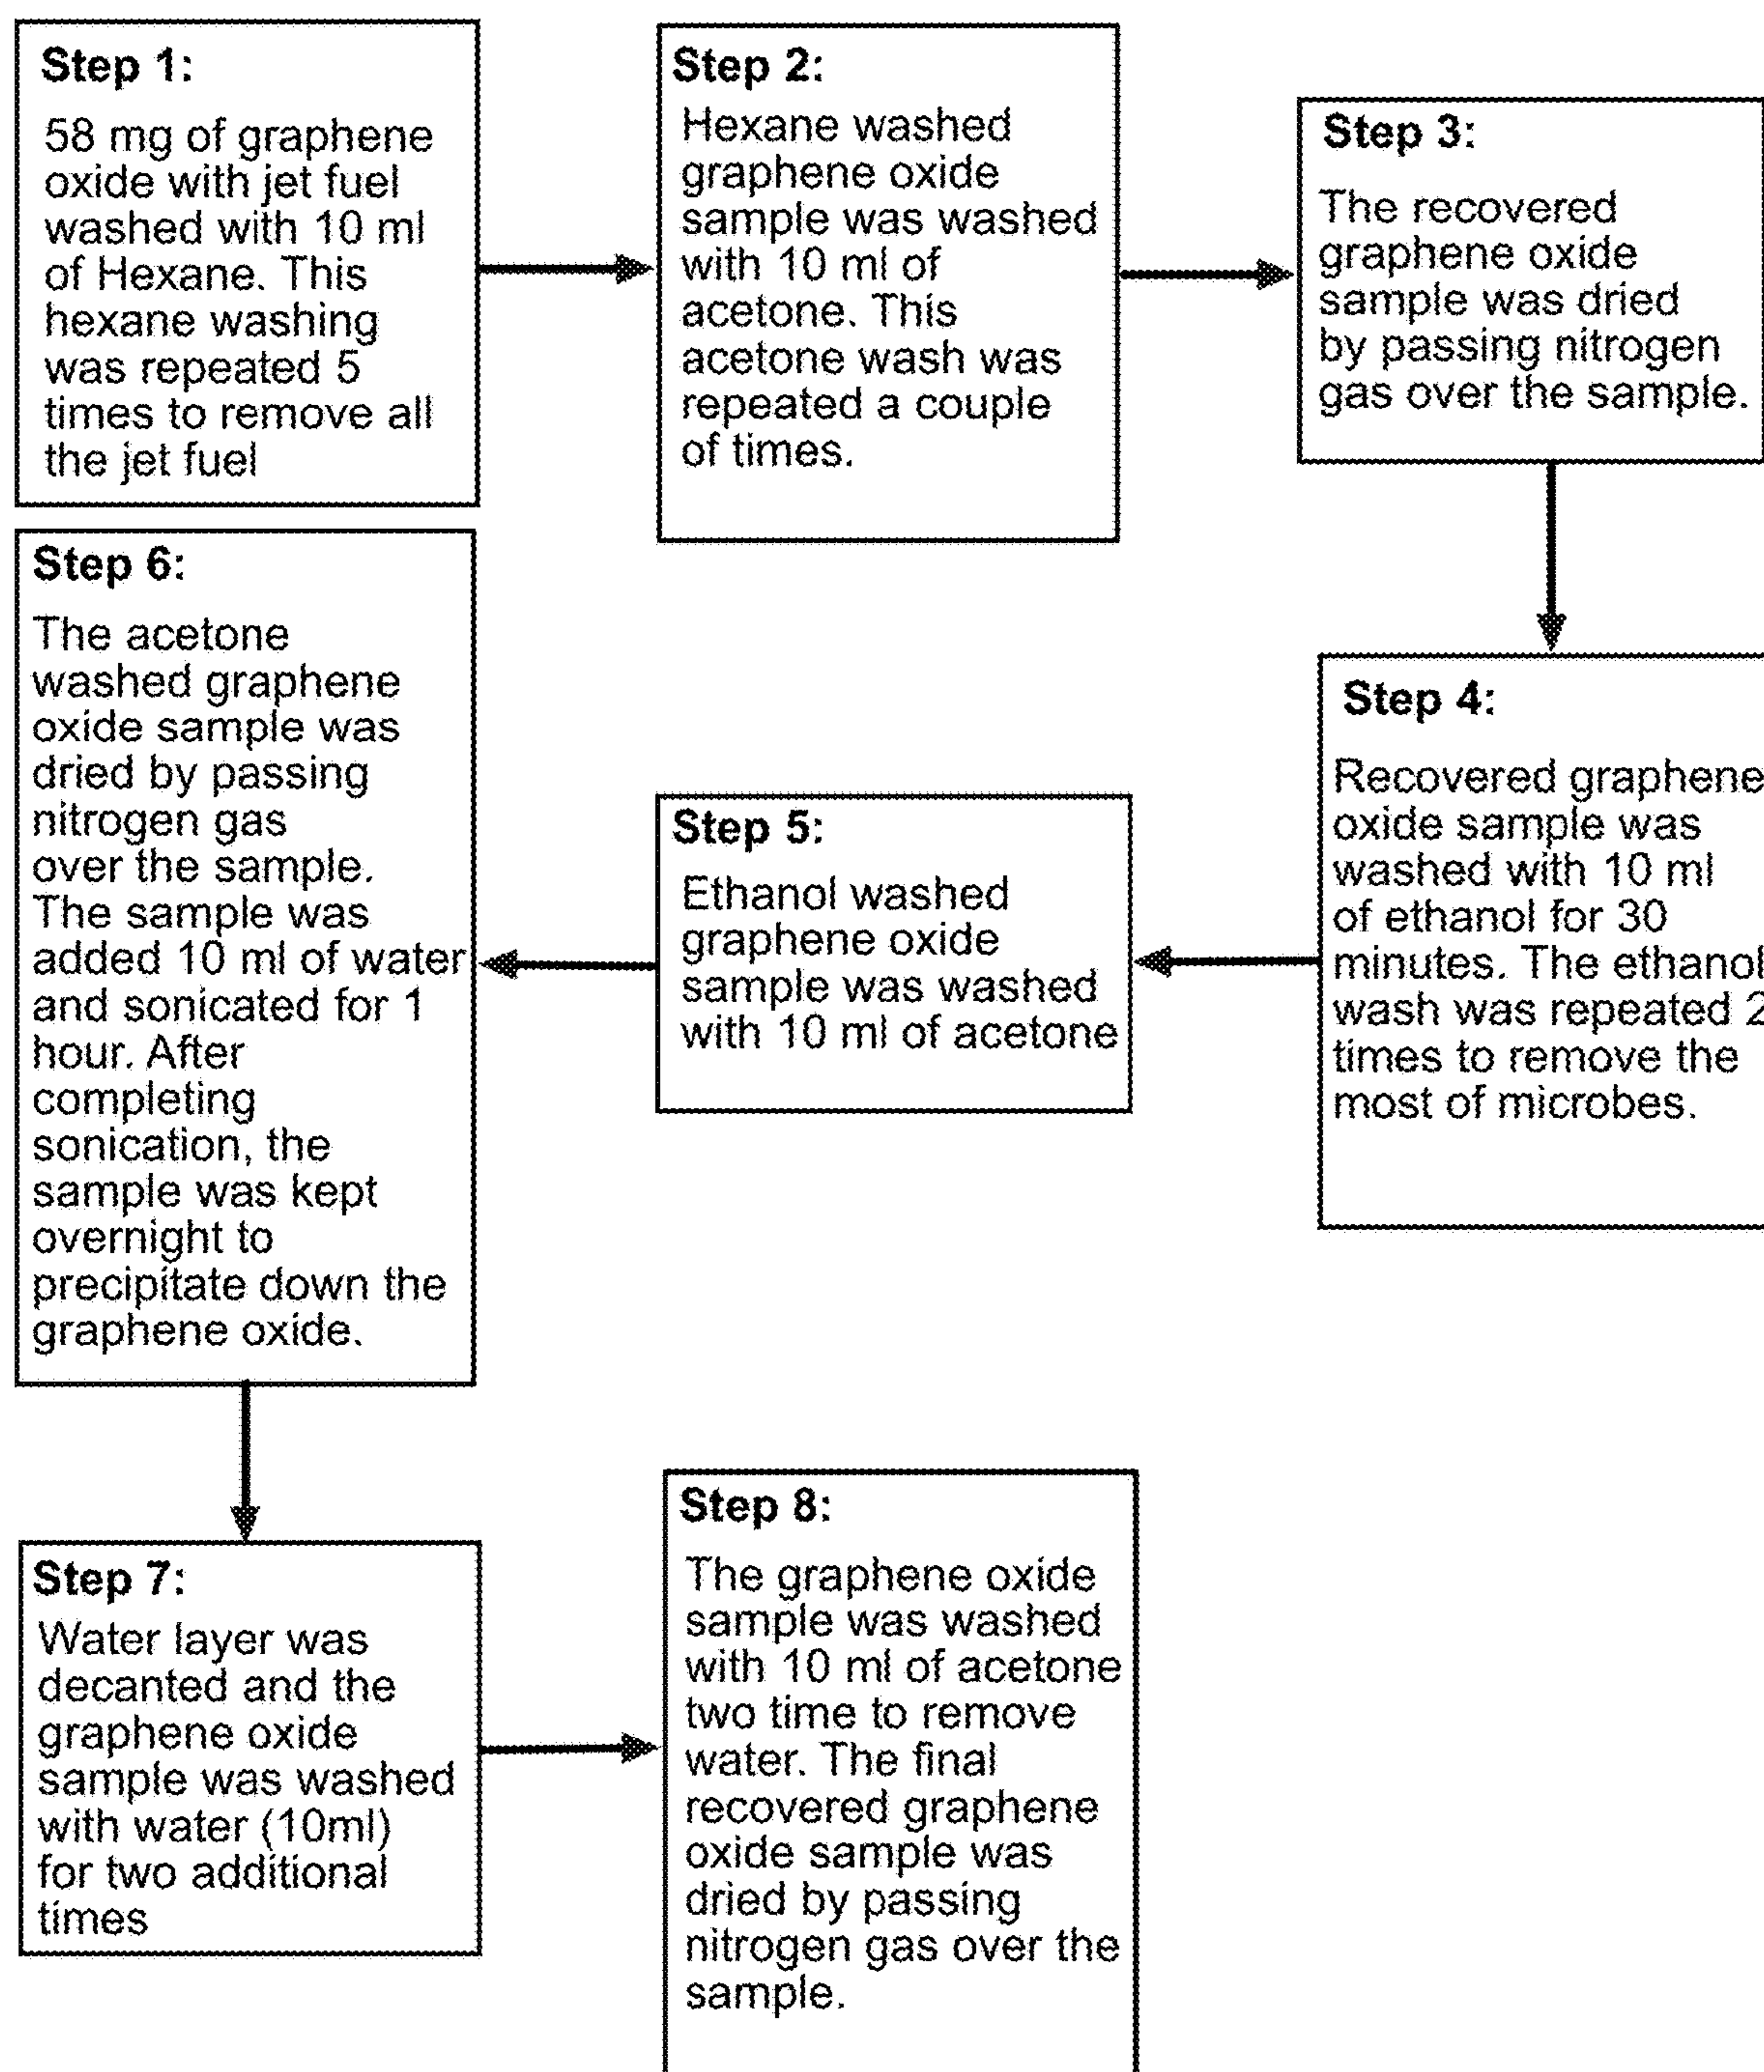 Step 1:
58 mg of graphene
oxide with jet fuel
washed with 10 ml
of Hexane. This
hexane washing
was repeated 5
times to remove all
the jet fuel
Step 2:
Hexane washed
graphene oxide
sample was washed
with 10 ml of
acetone. This
acetone wash was
repeated a couple
of times.
Step 3:
The recovered
graphene oxide
sample was dried
by passing nitrogen
gas over the sample.
Step 4:
Recovered graphene
oxide sample was
washed with 10 ml
of ethanol for 30
minutes. The ethanol
wash was repeated 2
times to remove the
most of microbes.
Step 5:
Ethanol washed
graphene oxide
sample was washed
with 10 ml of acetone
Step 6:
The acetone
washed graphene
oxide sample was
dried by passing
nitrogen gas
over the sample.
The sample was
added 10 ml of water
and sonicated for 1
hour. After
completing
sonication, the
sample was kept
overnight to
precipitate down the
graphene oxide.
Step 7:
Water layer was
decanted and the
graphene oxide
sample was washed
with water (10ml)
for two additional
times
Step 8:
The graphene oxide
sample was washed
with 10 ml of acetone
two time to remove
water. The final
recovered graphene
oxide sample was
dried by passing
nitrogen gas over the
sample.